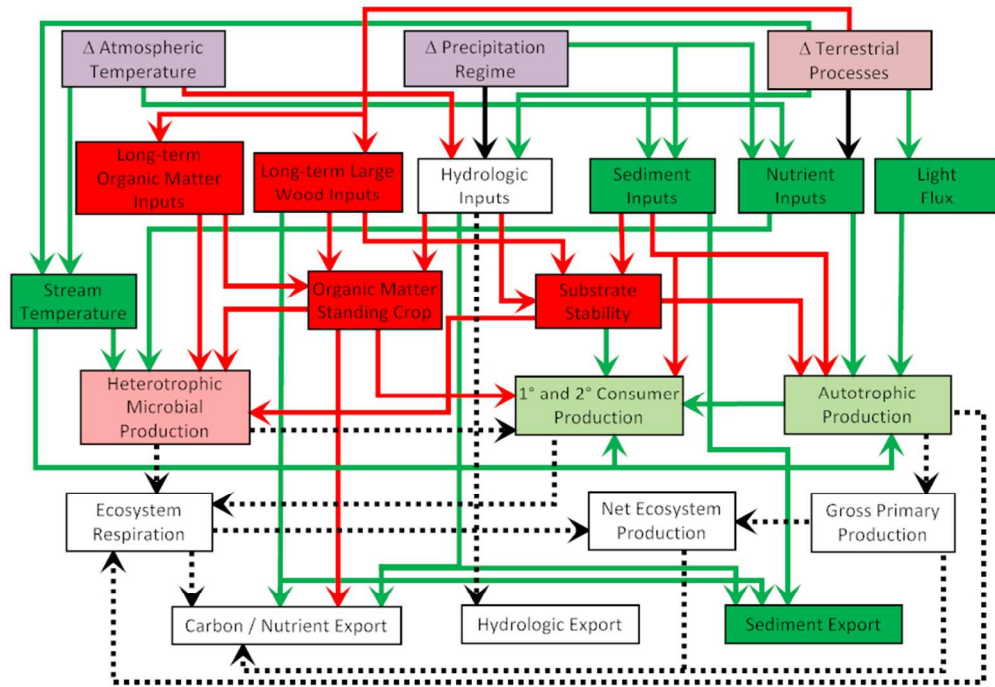 Δ Atmospheric
Temperature
Δ Precipitation
Regime
Δ Terrestrial
Processes
Long-term
Organic Matter
Inputs
Long-term Large
Wood Inputs
Hydrologic
Inputs
Sediment
Inputs
Nutrient
Inputs
Light
Flux
Stream
Temperature
Organic Matter
Standing Crop
Substrate
Stability
Heterotrophic
Microbial
Production
1° and 2° Consumer
Production
Autotrophic
Production
Ecosystem
Respiration
Net Ecosystem
Production
Gross Primary
Production
Carbon / Nutrient Export
Hydrologic Export
Sediment Export